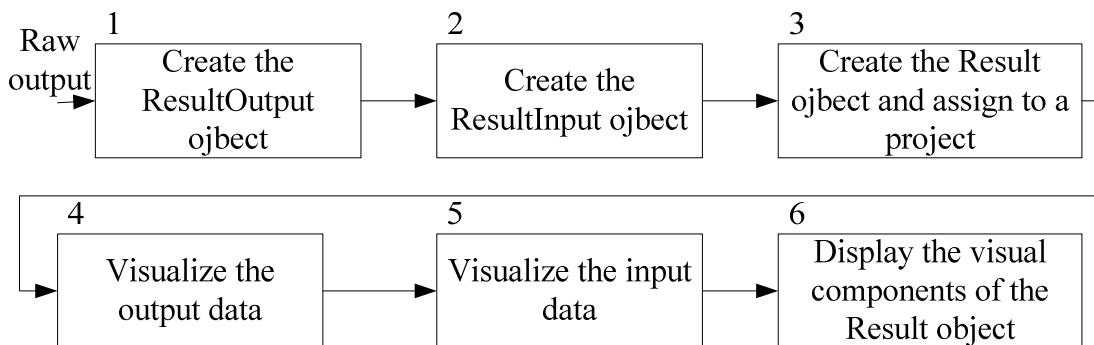 1
Raw
output
Create the
ResultOutput
ojbect
2
Create the
ResultInput ojbect
3
Create the Result
ojbect and assign to a
project
4
Visualize the
output data
5
Visualize the input
data
6
Display the visual
components of the
Result object